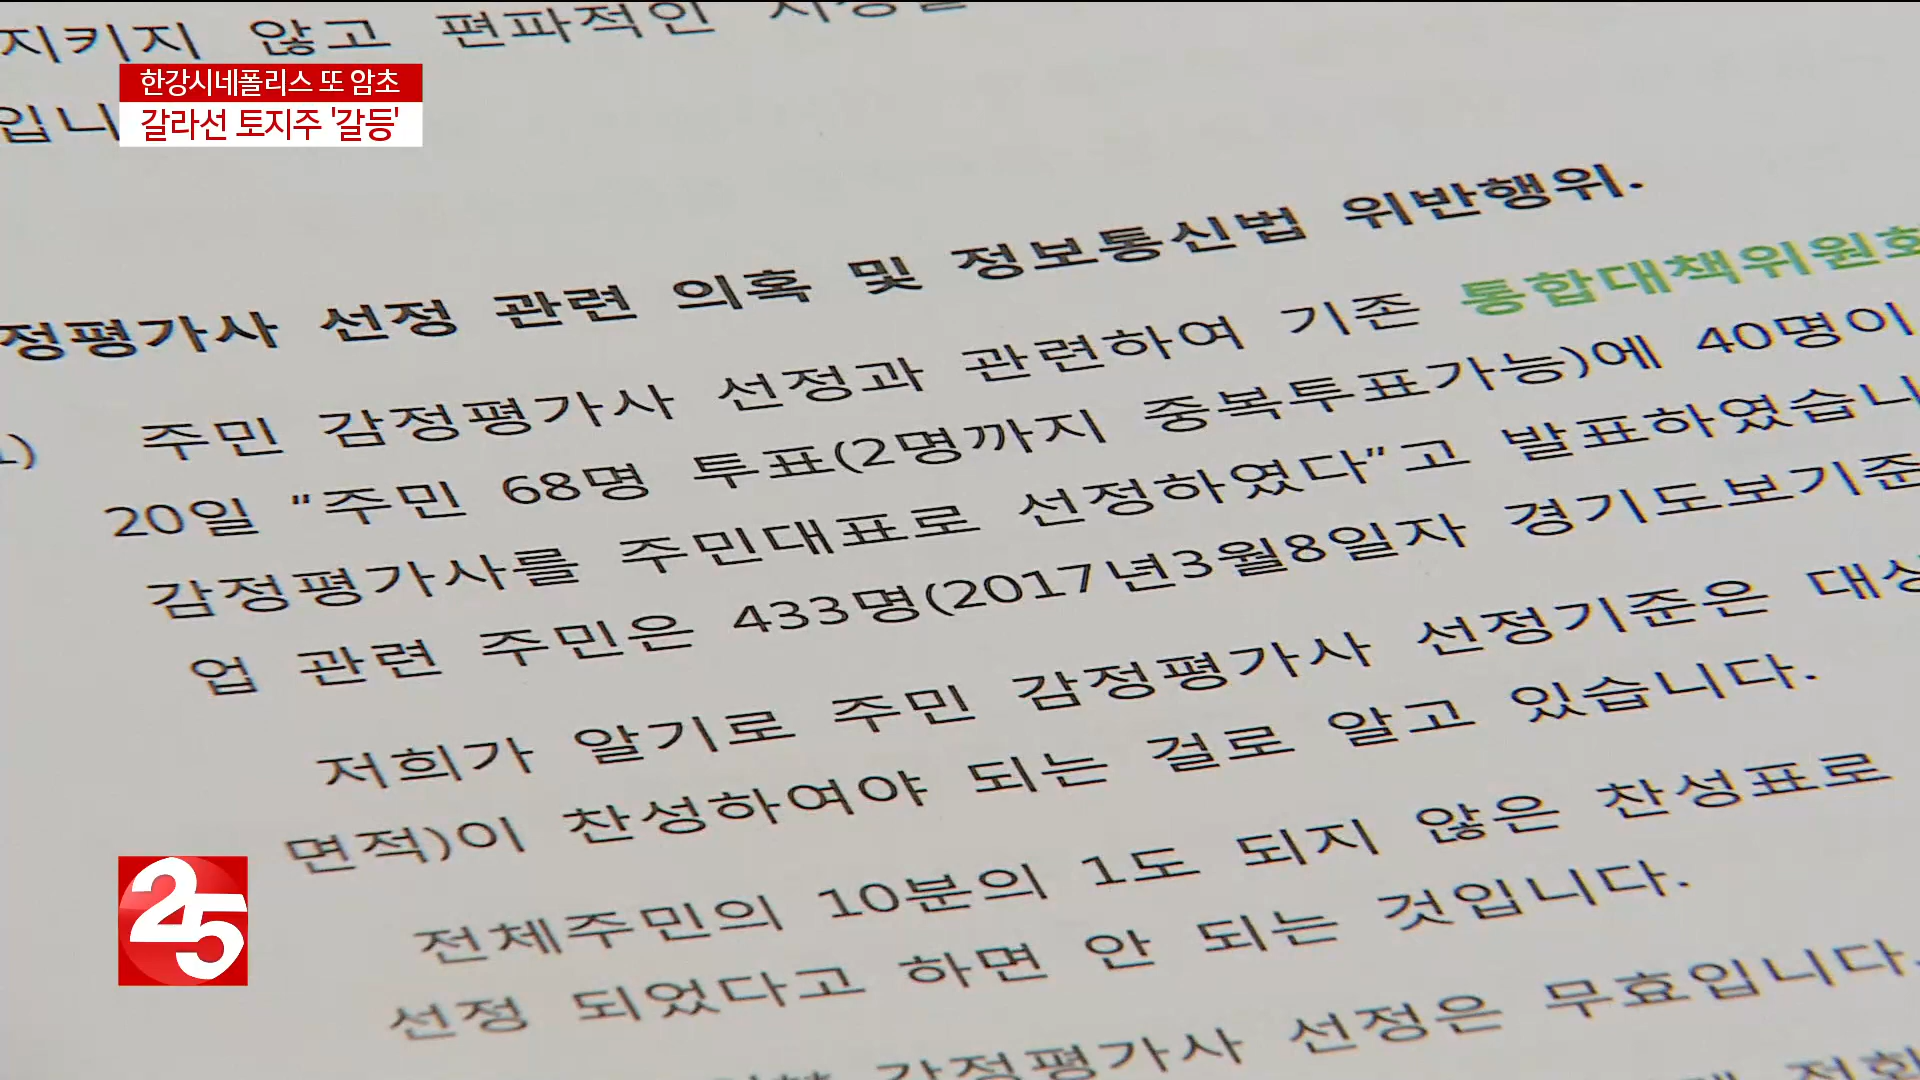 지키지 않고 편파적인
한강시네폴리스 또 암초
갈라선 토지주 '갈등'
입니
정평가사 선정 관련 의혹 및 정보통신법 위반행위.
주민 감정평가사 선정과 관련하여 기존 통합대책위원회
20일 "주민 68명 투표(2명까지 중복투표가능)에 40명이
감정평가사를 주민대표로 선정하였다"고 발표하였습니
업 관련 주민은 433명(2017년3월8일자 경기도보기준
저희가 알기로 주민 감정평가사 선정기준은 대상
면적)이 찬성하여야 되는 걸로 알고 있습니다.
전체주민의 10분의 1도 되지 않은 찬성표로
선정 되었다고 하면 안 되는 것입니다.
감정평가사 선정은 무효입니다.
25